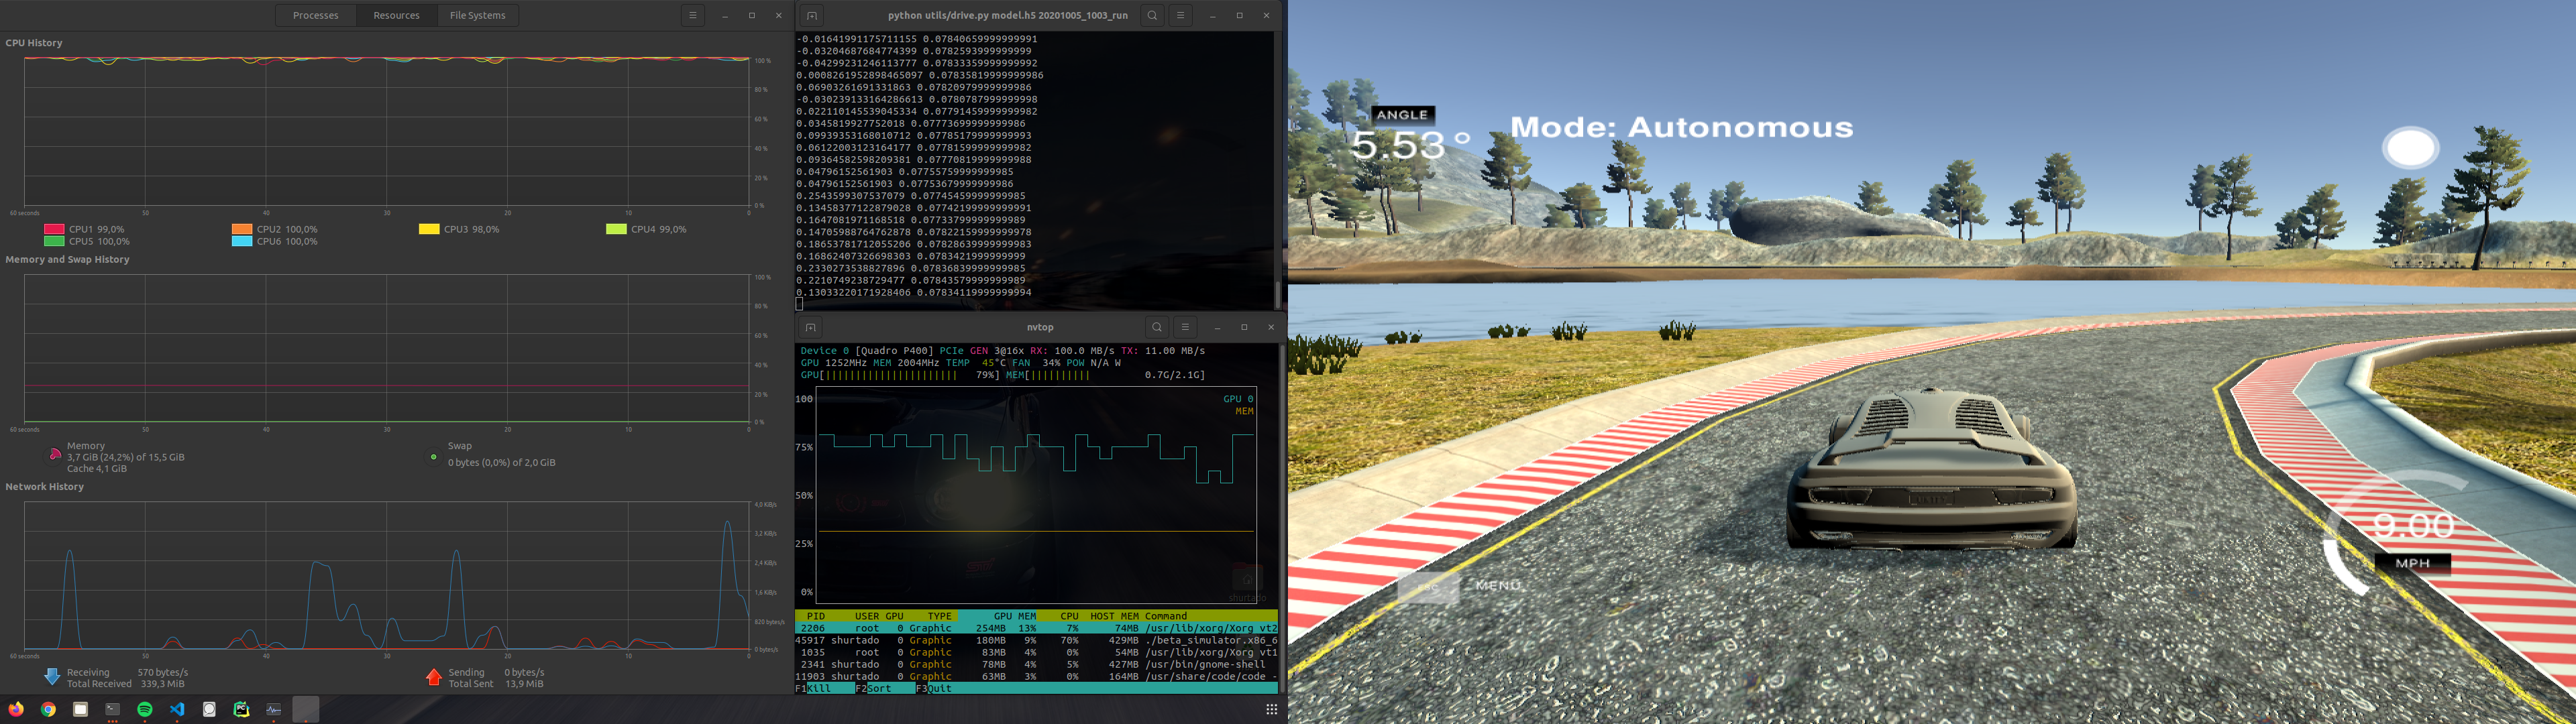 Processes Resources File Systems
CPU History
100 %
80 %
60 %
40 %
20 %
0 %
60 seconds 50 40 30 20 10 0
CPU1 99,0% CPU2 100,0% CPU3 98,0% CPU4 99,0%
CPU5 100,0% CPU6 100,0%
Memory and Swap History
100 %
80 %
60 %
40 %
20 %
0 %
60 seconds 50 40 30 20 10 0
Memory
3,7 GiB (24,2%) of 15,5 GiB
Cache 4,1 GiB
Swap
0 bytes (0,0%) of 2,0 GiB
Network History
4,0 KiB/s
3,2 KiB/s
2,4 KiB/s
1,6 KiB/s
820 bytes/s
0 bytes/s
60 seconds 50 40 30 20 10 0
Receiving 570 bytes/s
Total Received 339,3 MiB
Sending 0 bytes/s
Total Sent 13,9 MiB
python utils/drive.py model.h5 20201005_1003_run
-0.01641991175711155 0.07840659999999991
-0.03204687684774399 0.0782593999999999
-0.04299231246113777 0.07833359999999992
0.0008261952898465097 0.07835819999999986
0.06903261691331863 0.07820979999999986
-0.030239133164286613 0.0780787999999998
0.022110145539045334 0.07791459999999982
0.0345819927752018 0.07773699999999986
0.09939353168010712 0.07785179999999993
0.06122003123164177 0.07781599999999982
0.09364582598209381 0.07770819999999988
0.04796152561903 0.07755759999999985
0.04796152561903 0.07753679999999986
0.2543599307537079 0.07745459999999985
0.13458377122879028 0.07742199999999991
0.1647081971168518 0.07733799999999989
0.14705988764762878 0.07822159999999978
0.18653781712055206 0.07828639999999983
0.16862407326698303 0.0783421999999999
0.2330273538827896 0.07836839999999985
0.2210749238729477 0.07843579999999989
0.13033220171928406 0.07834119999999994
nvtop
Device 0 [Quadro P400] PCIe GEN 3@16x RX: 100.0 MB/s TX: 11.00 MB/s
GPU 1252MHz MEM 2004MHz TEMP 45°C FAN 34% POW N/A W
GPU[||||||||||||||||||||||| 79%] MEM[|||||||||| 0.7G/2.1G]
100 GPU 0
MEM
75%
50%
25%
0%
shurtado
PID USER GPU TYPE GPU MEM CPU HOST MEM Command
2206 root 0 Graphic 254MB 13% 7% 74MB /usr/lib/xorg/Xorg vt2
45917 shurtado 0 Graphic 180MB 9% 70% 429MB ./beta_simulator.x86_6
1035 root 0 Graphic 83MB 4% 0% 54MB /usr/lib/xorg/Xorg vt1
2341 shurtado 0 Graphic 78MB 4% 5% 427MB /usr/bin/gnome-shell
11903 shurtado 0 Graphic 63MB 3% 0% 164MB /usr/share/code/code -
F1Kill F2Sort F3Quit
ANGLE
5.53°
Mode: Autonomous
9.00
MPH
ESC MENU